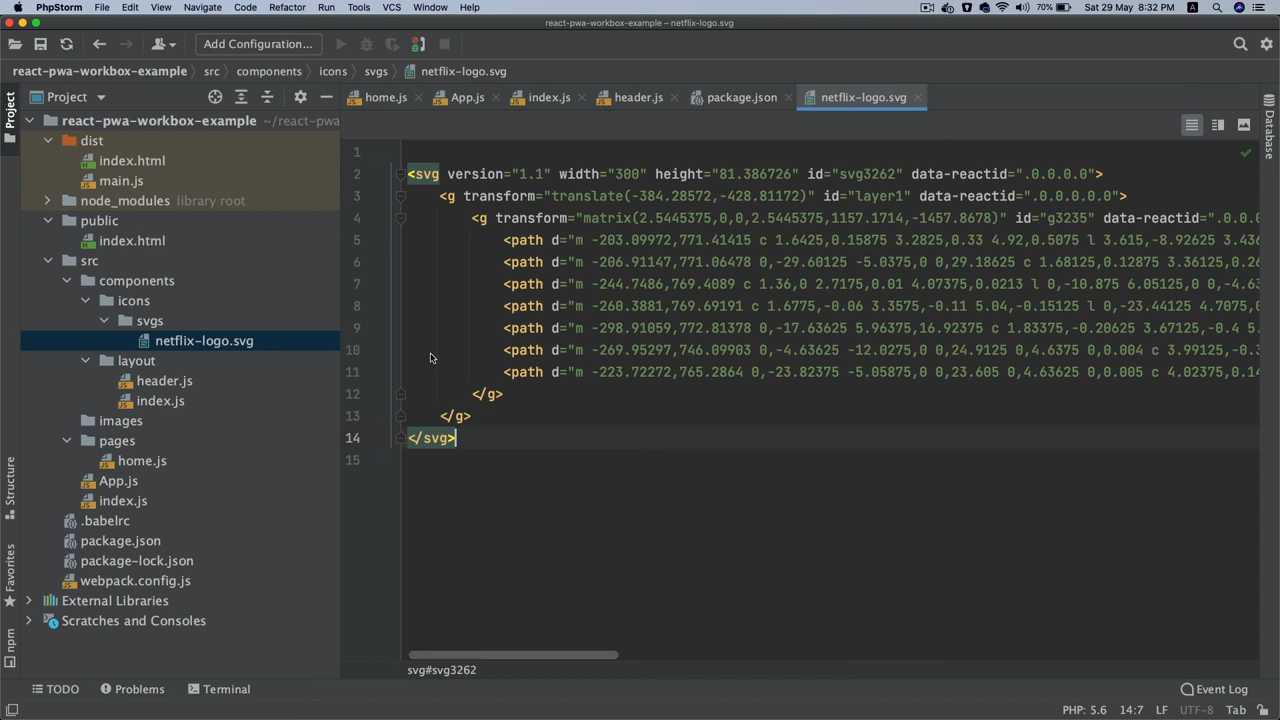 PhpStorm File Edit View Navigate Code Refactor Run Tools VCS Window Help 70% Sat 29 May 8:32 PM A
react-pwa-workbox-example – netflix-logo.svg
Add Configuration...
react-pwa-workbox-example src components icons svgs netflix-logo.svg
Project
Project
home.js App.js index.js header.js package.json netflix-logo.svg
Database
react-pwa-workbox-example ~/react-pwa
dist
index.html
main.js
node_modules library root
public
index.html
src
components
icons
svgs
netflix-logo.svg
layout
header.js
index.js
images
pages
home.js
App.js
index.js
.babelrc
package.json
package-lock.json
webpack.config.js
External Libraries
Scratches and Consoles
1
2 <svg version="1.1" width="300" height="81.386726" id="svg3262" data-reactid=".0.0.0.0">
3 <g transform="translate(-384.28572,-428.81172)" id="layer1" data-reactid=".0.0.0.0.0">
4 <g transform="matrix(2.5445375,0,0,2.5445375,1157.1714,-1457.8678)" id="g3235" data-reactid=".0.0
5 <path d="m -203.09972,771.41415 c 1.6425,0.15875 3.2825,0.33 4.92,0.5075 l 3.615,-8.92625 3.436
6 <path d="m -206.91147,771.06478 0,-29.60125 -5.0375,0 0,29.18625 c 1.68125,0.12875 3.36125,0.26
7 <path d="m -244.7486,769.4089 c 1.36,0 2.7175,0.01 4.07375,0.0213 l 0,-10.875 6.05125,0 0,-4.63
8 <path d="m -260.3881,769.69191 c 1.6775,-0.06 3.3575,-0.11 5.04,-0.15125 l 0,-23.44125 4.7075,0
9 <path d="m -298.91059,772.81378 0,-17.63625 5.96375,16.92375 c 1.83375,-0.20625 3.67125,-0.4 5.
10 <path d="m -269.95297,746.09903 0,-4.63625 -12.0275,0 0,24.9125 0,4.6375 0,0.004 c 3.99125,-0.3
11 <path d="m -223.72272,765.2864 0,-23.82375 -5.05875,0 0,23.605 0,4.63625 0,0.005 c 4.02375,0.14
12 </g>
13 </g>
14 </svg>
15
Structure
Favorites
npm
svg#svg3262
TODO Problems Terminal Event Log
PHP: 5.6 14:7 LF UTF-8 Tab